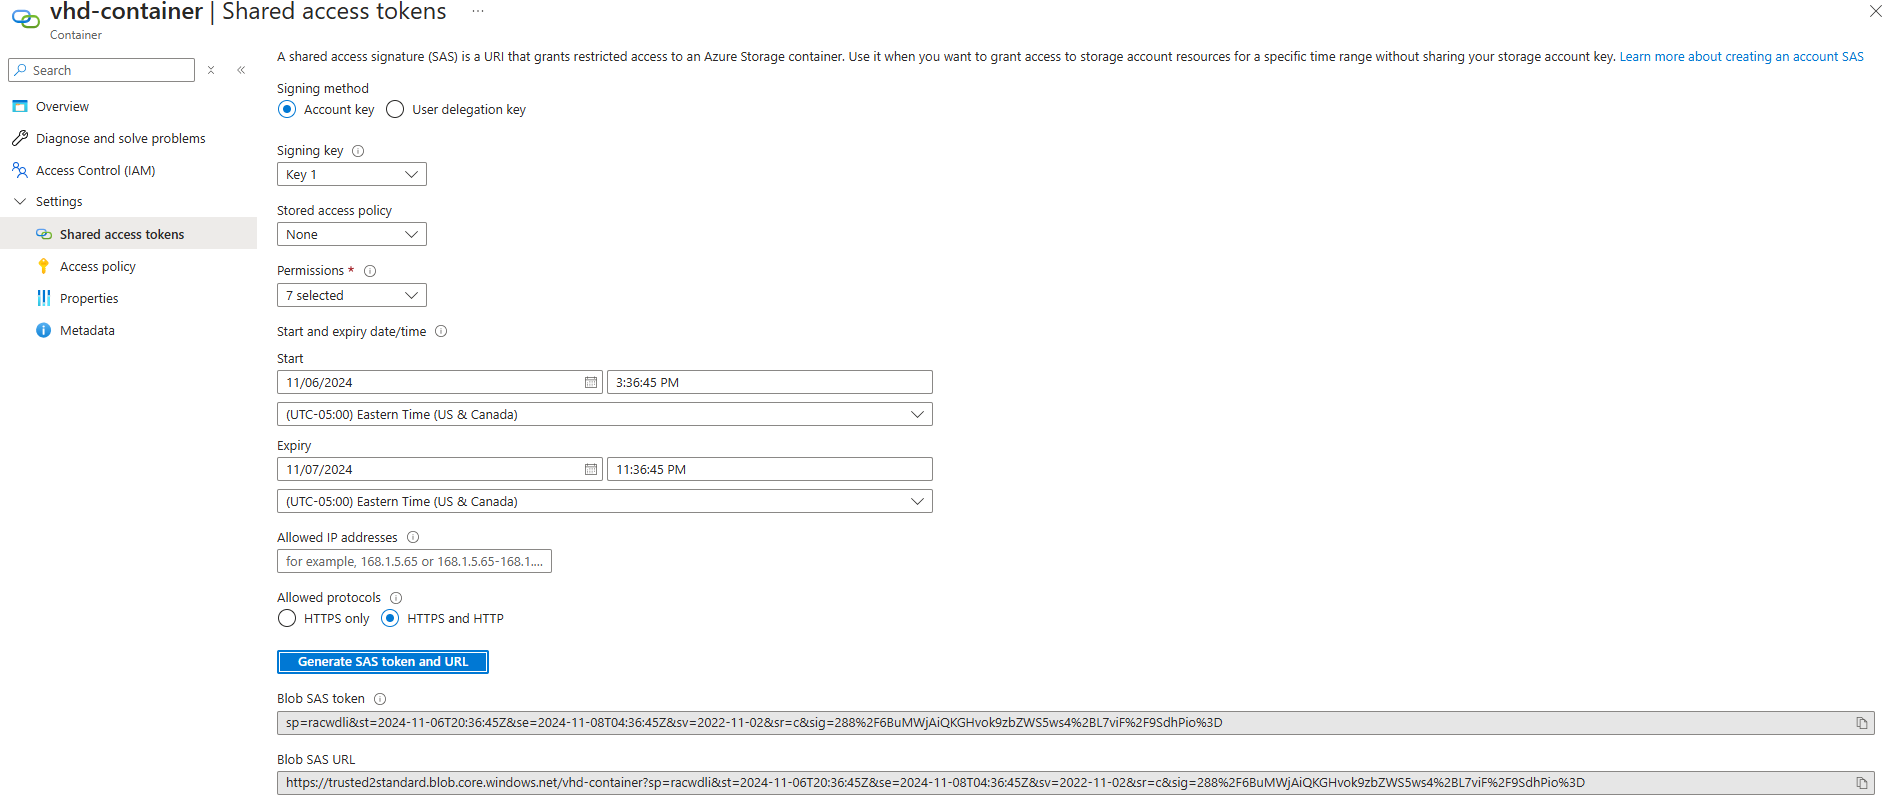 vhd-container | Shared access tokens ...
Container
Search
Overview
Diagnose and solve problems
Access Control (IAM)
Settings
Shared access tokens
Access policy
Properties
Metadata
A shared access signature (SAS) is a URI that grants restricted access to an Azure Storage container. Use it when you want to grant access to storage account resources for a specific time range without sharing your storage account key. Learn more about creating an account SAS
Signing method
Account key User delegation key
Signing key
Key 1
Stored access policy
None
Permissions *
7 selected
Start and expiry date/time
Start
11/06/2024 3:36:45 PM
(UTC-05:00) Eastern Time (US & Canada)
Expiry
11/07/2024 11:36:45 PM
(UTC-05:00) Eastern Time (US & Canada)
Allowed IP addresses
for example, 168.1.5.65 or 168.1.5.65-168.1....
Allowed protocols
HTTPS only HTTPS and HTTP
Generate SAS token and URL
Blob SAS token
sp=racwdli&st=2024-11-06T20:36:45Z&se=2024-11-08T04:36:45Z&sv=2022-11-02&sr=c&sig=288%2F6BuMWjAiQKGHvok9zbZWS5ws4%2BL7viF%2F9SdhPio%3D
Blob SAS URL
https://trusted2standard.blob.core.windows.net/vhd-container?sp=racwdli&st=2024-11-06T20:36:45Z&se=2024-11-08T04:36:45Z&sv=2022-11-02&sr=c&sig=288%2F6BuMWjAiQKGHvok9zbZWS5ws4%2BL7viF%2F9SdhPio%3D